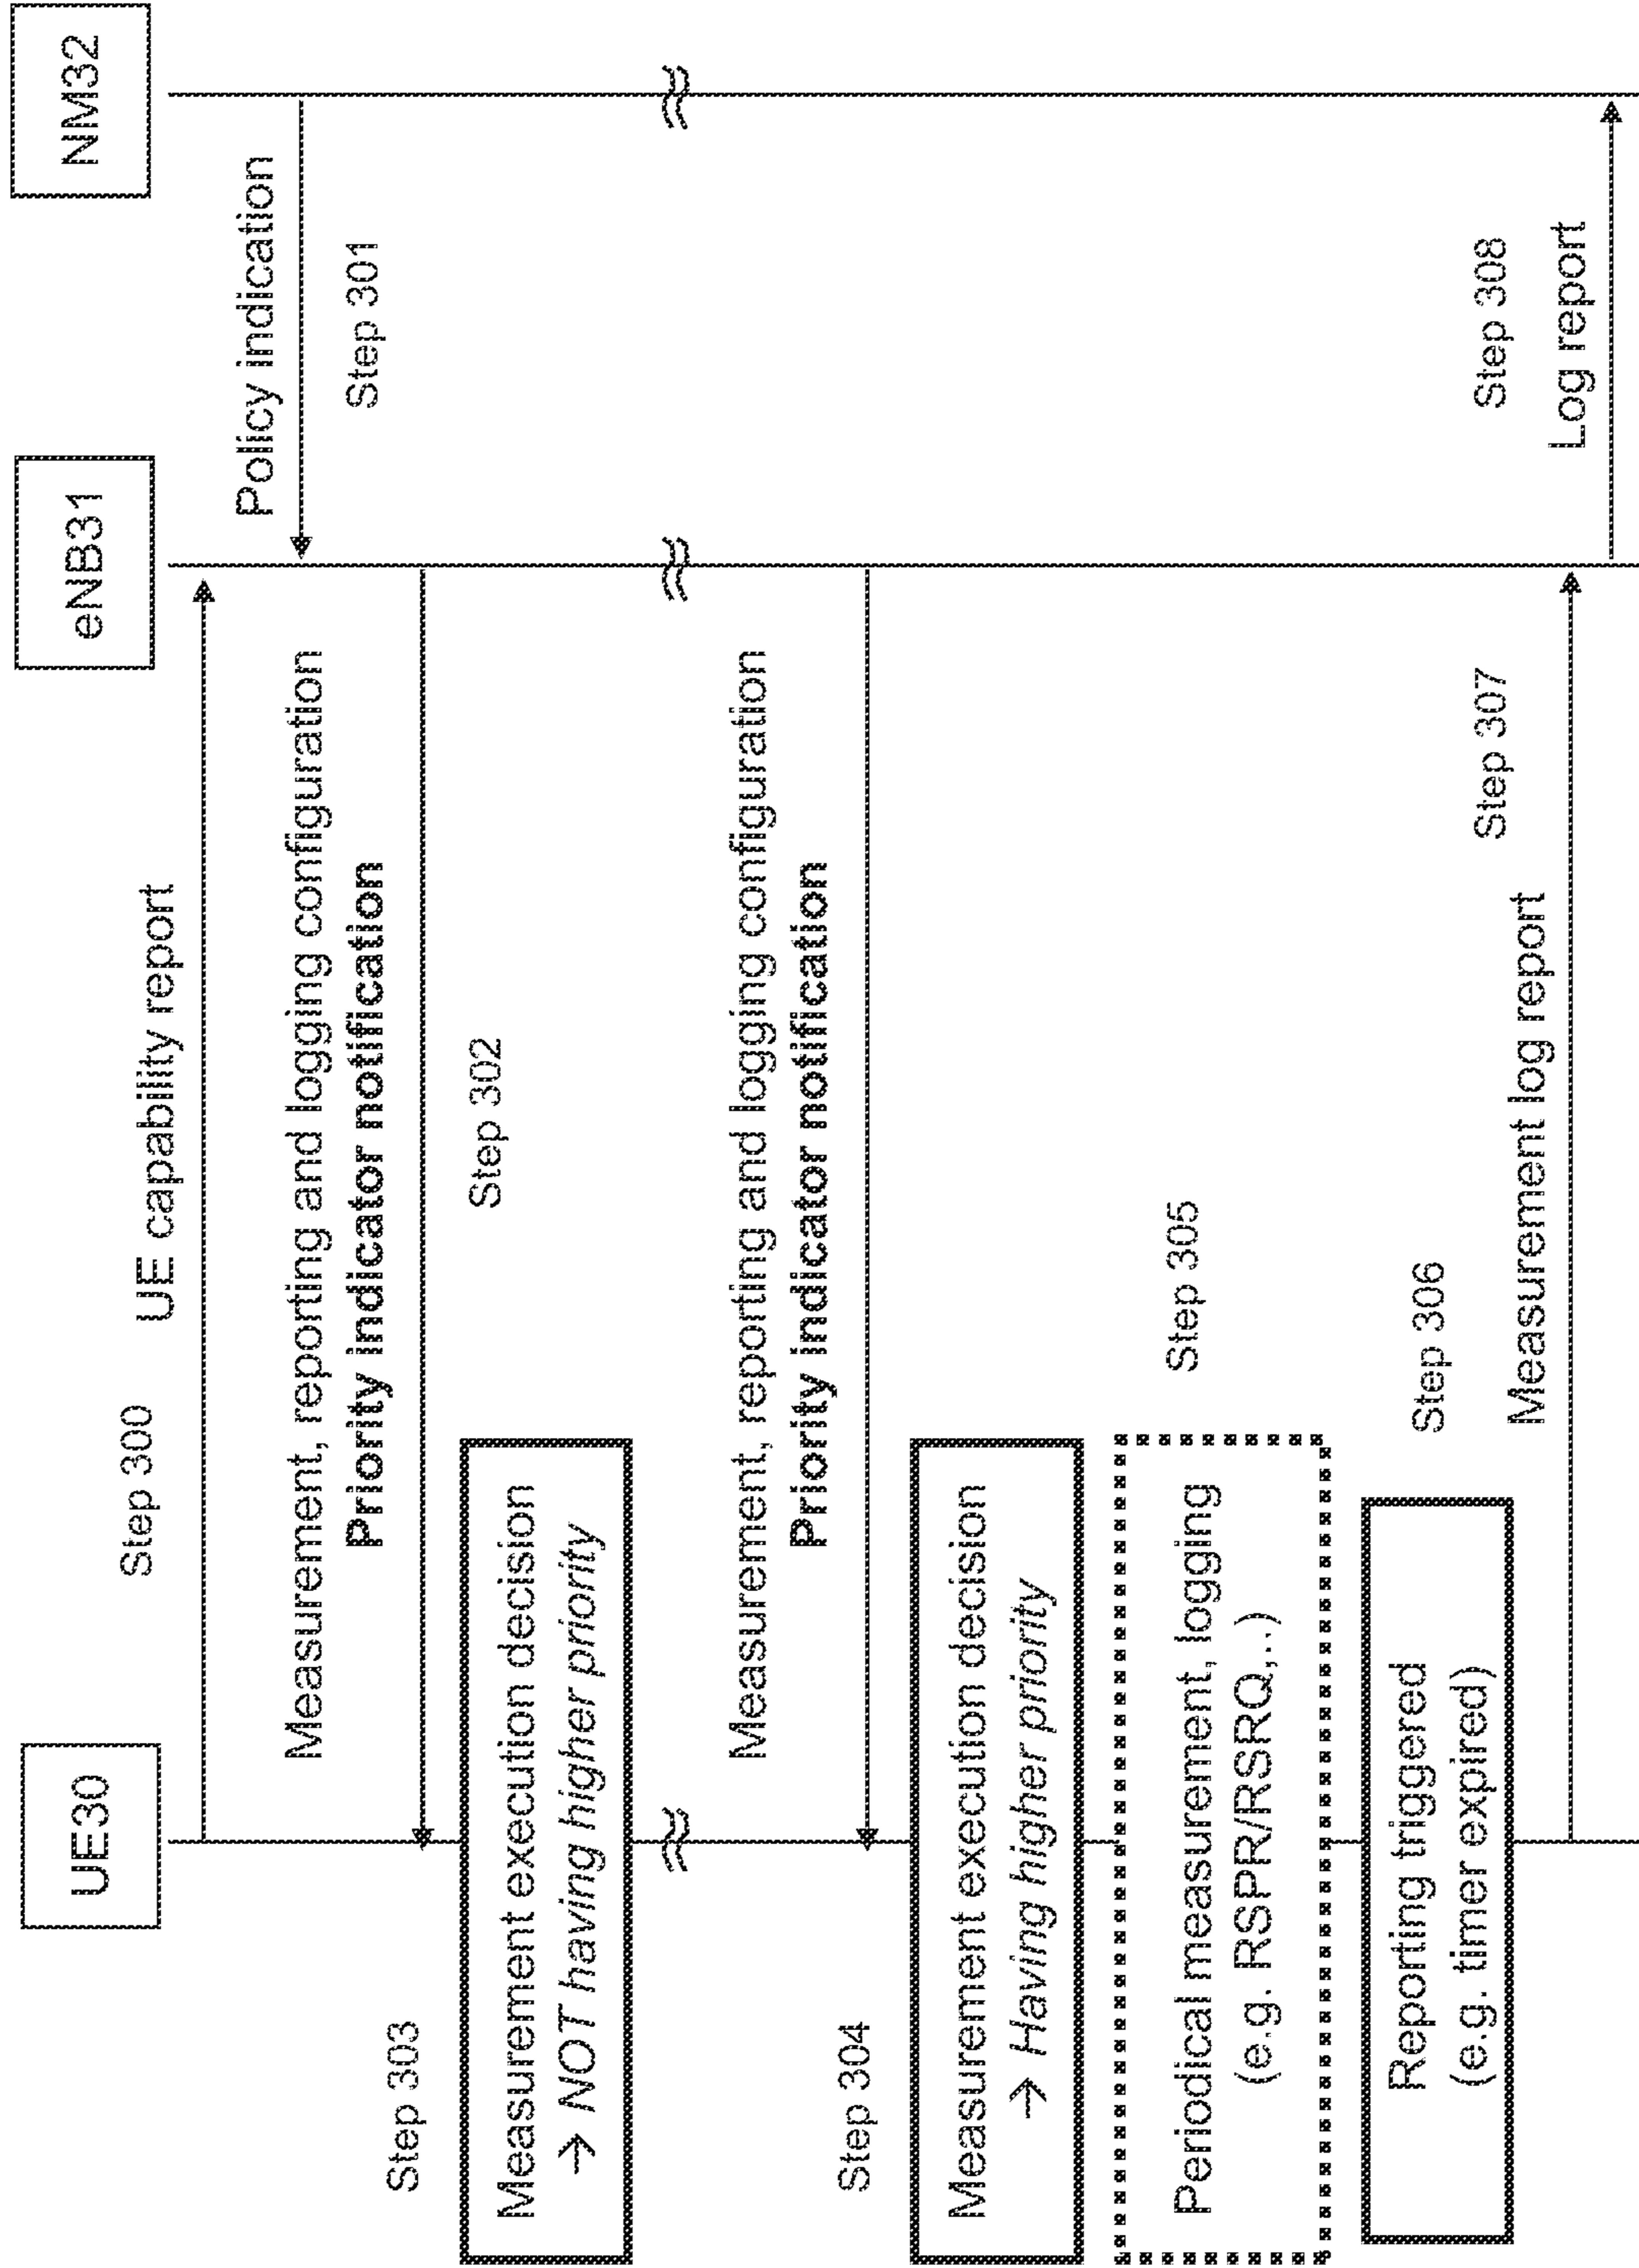 UE30
eNB31
NM32
Step 300
UE capability report
Policy indication
Step 301
Measurement, reporting and logging configuration
Priority indicator notification
Step 302
Step 303
Measurement execution decision
→ NOT having higher priority
Measurement, reporting and logging configuration
Priority indicator notification
Step 304
Measurement execution decision
→ Having higher priority
Step 305
Periodical measurement, logging
(e.g. RSPR/RSRQ,..)
Step 306
Reporting triggered
(e.g. timer expired)
Step 307
Measurement log report
Step 308
Log report